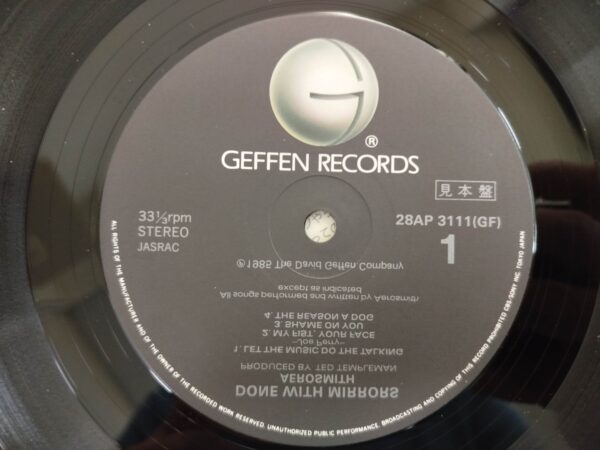 G
®
GEFFEN RECORDS
見本盤
33⅓rpm
STEREO
JASRAC
28AP 3111(GF)
1
DONE WITH MIRRORS
AEROSMITH
PRODUCED BY TED TEMPLEMAN
1. LET THE MUSIC DO THE TALKING
–Joe Perry–
2. MY FIST, YOUR FACE
3. SHAME ON YOU
4. THE REASON A DOG
All songs performed and written by Aerosmith
except as indicated
℗1985 The David Geffen Company
ALL RIGHTS OF THE MANUFACTURER AND OF THE OWNER OF THE RECORDED WORK RESERVED. UNAUTHORIZED PUBLIC PERFORMANCE, BROADCASTING AND COPYING OF THIS RECORD PROHIBITED CBS/SONY INC. TOKYO JAPAN